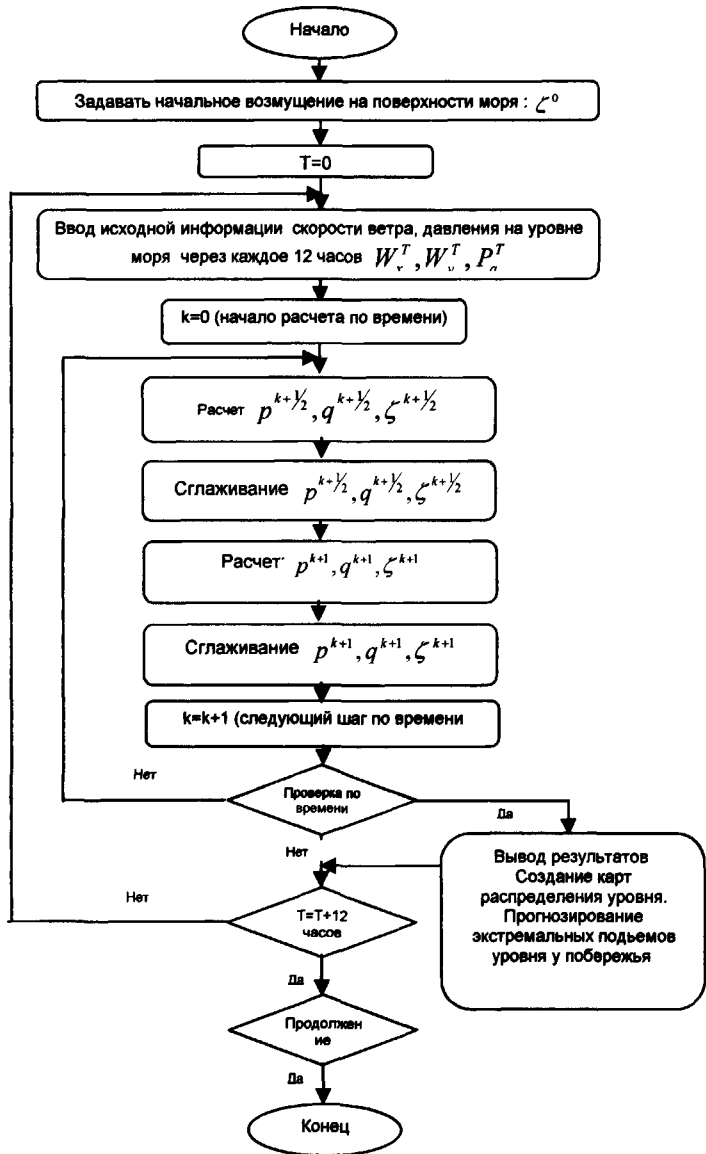 Начало
Задавать начальное возмущение на поверхности моря : ζ⁰
T=0
Ввод исходной информации скорости ветра, давления на уровне
моря через каждое 12 часов W_x^T, W_y^T, P_a^T
k=0 (начало расчета по времени)
Расчет p^{k+1/2}, q^{k+1/2}, ζ^{k+1/2}
Сглаживание p^{k+1/2}, q^{k+1/2}, ζ^{k+1/2}
Расчет p^{k+1}, q^{k+1}, ζ^{k+1}
Сглаживание p^{k+1}, q^{k+1}, ζ^{k+1}
k=k+1 (следующий шаг по времени
Нет
Проверка по
времени
Да
Нет
Вывод результатов
Создание карт
распределения уровня.
Прогнозирование
экстремальных подьемов
уровня у побережья
Нет
T=T+12
часов
Да
Продолжен
ие
Да
Конец